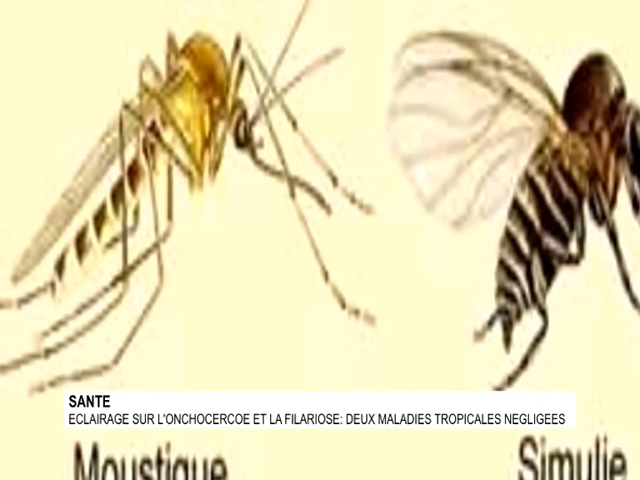 SANTE
ECLAIRAGE SUR L'ONCHOCERCOE ET LA FILARIOSE: DEUX MALADIES TROPICALES NEGLIGEES
Moustique
Simulie